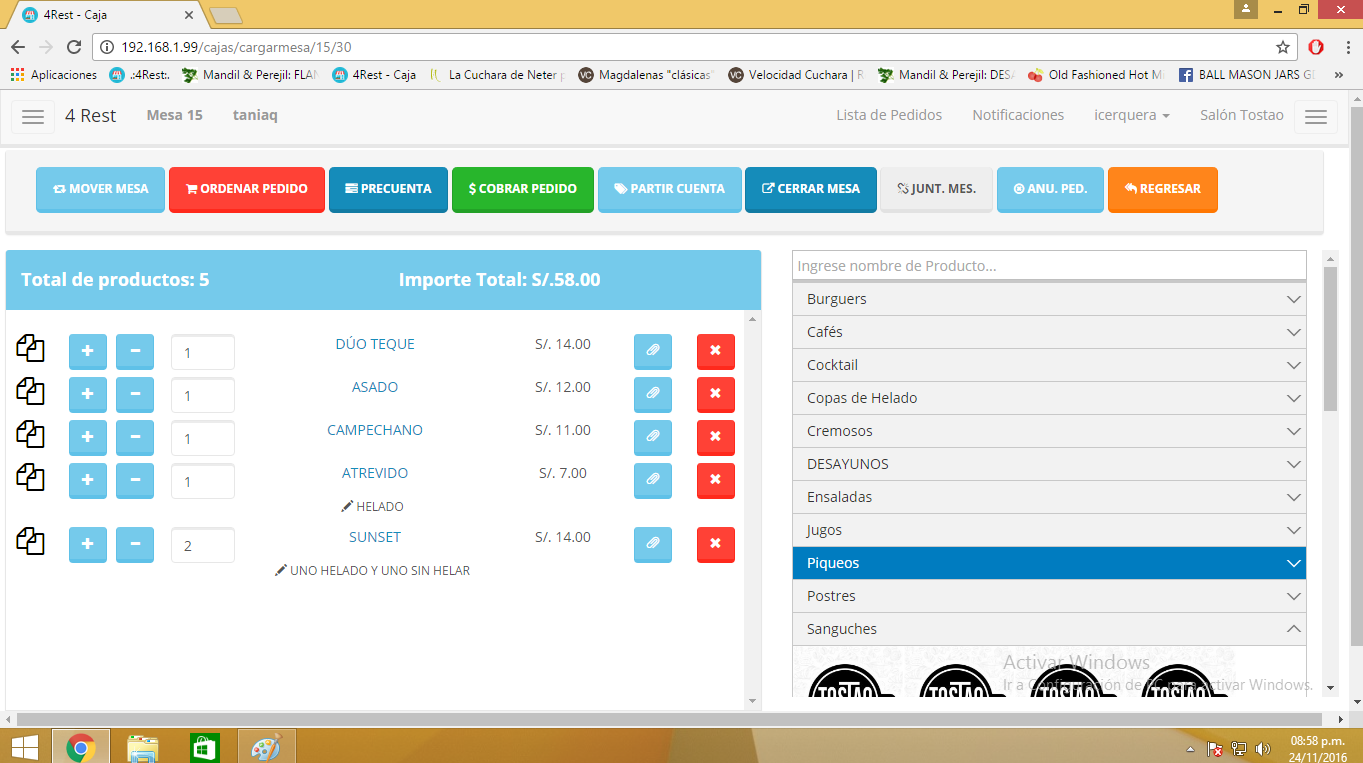 4Rest - Caja
192.168.1.99/cajas/cargarmesa/15/30
Aplicaciones .:4Rest:. Mandil & Perejil: FLAN 4Rest - Caja La Cuchara de Neter p Magdalenas "clásicas" Velocidad Cuchara | R Mandil & Perejil: DESA Old Fashioned Hot M BALL MASON JARS GL »
4 Rest Mesa 15 taniaq Lista de Pedidos Notificaciones icerquera Salón Tostao
MOVER MESA ORDENAR PEDIDO PRECUENTA $ COBRAR PEDIDO PARTIR CUENTA CERRAR MESA JUNT. MES. ANU. PED. REGRESAR
Total de productos: 5 Importe Total: S/.58.00
1 DÚO TEQUE S/. 14.00
1 ASADO S/. 12.00
1 CAMPECHANO S/. 11.00
1 ATREVIDO S/. 7.00
HELADO
2 SUNSET S/. 14.00
UNO HELADO Y UNO SIN HELAR
Ingrese nombre de Producto...
Burguers
Cafés
Cocktail
Copas de Helado
Cremosos
DESAYUNOS
Ensaladas
Jugos
Piqueos
Postres
Sanguches
TOSTAO TOSTAO TOSTAO TOSTAO
Activar Windows
Ir a Configuración de PC para activar Windows.
08:58 p.m.
24/11/2016